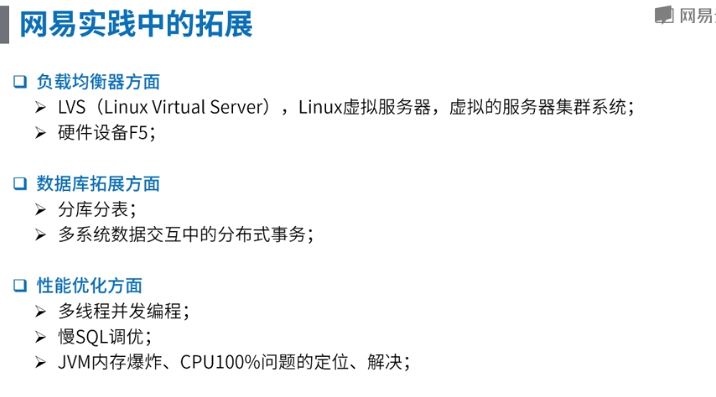 网易实践中的拓展
网易
负载均衡器方面
LVS（Linux Virtual Server），Linux虚拟服务器，虚拟的服务器集群系统；
硬件设备F5；
数据库拓展方面
分库分表；
多系统数据交互中的分布式事务；
性能优化方面
多线程并发编程；
慢SQL调优；
JVM内存爆炸、CPU100%问题的定位、解决；